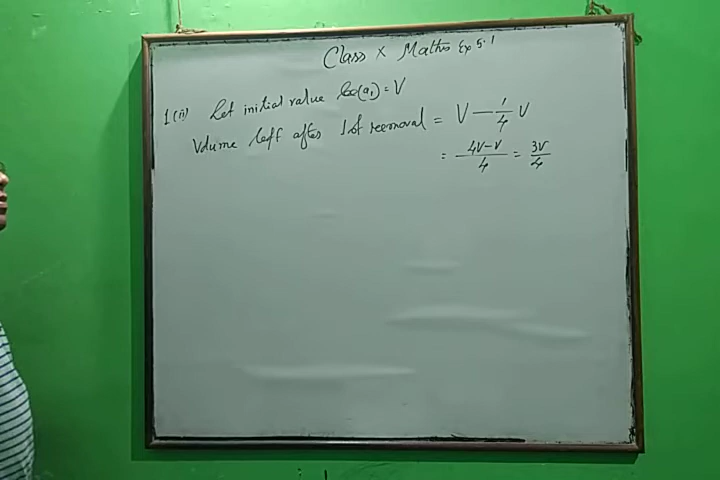 Class X Maths Ex 5.1
1(ii) Let initial value be(a₁) = V
Volume left after 1st removal = V - 1/4 V
= 4V-V/4 = 3V/4